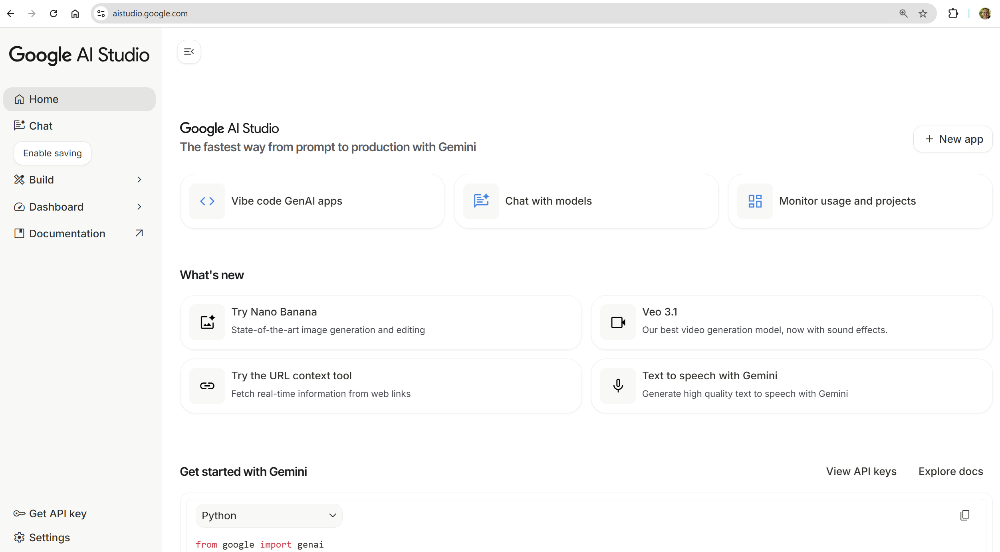 aistudio.google.com
Google AI Studio
Home
Chat
Enable saving
Build
Dashboard
Documentation
Get API key
Settings
Google AI Studio
The fastest way from prompt to production with Gemini
New app
Vibe code GenAI apps
Chat with models
Monitor usage and projects
What's new
Try Nano Banana
State-of-the-art image generation and editing
Veo 3.1
Our best video generation model, now with sound effects.
Try the URL context tool
Fetch real-time information from web links
Text to speech with Gemini
Generate high quality text to speech with Gemini
Get started with Gemini
View API keys
Explore docs
Python
from google import genai